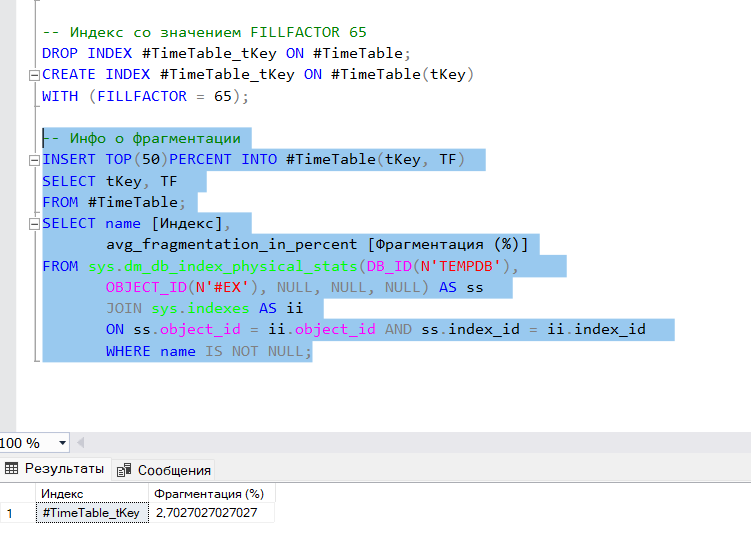 -- Индекс со значением FILLFACTOR 65
DROP INDEX #TimeTable_tKey ON #TimeTable;
CREATE INDEX #TimeTable_tKey ON #TimeTable(tKey)
WITH (FILLFACTOR = 65);
-- Инфо о фрагментации
INSERT TOP(50)PERCENT INTO #TimeTable(tKey, TF)
SELECT tKey, TF
FROM #TimeTable;
SELECT name [Индекс],
avg_fragmentation_in_percent [Фрагментация (%)]
FROM sys.dm_db_index_physical_stats(DB_ID(N'TEMPDB'),
OBJECT_ID(N'#EX'), NULL, NULL, NULL) AS ss
JOIN sys.indexes AS ii
ON ss.object_id = ii.object_id AND ss.index_id = ii.index_id
WHERE name IS NOT NULL;
100 %
Результаты Сообщения
Индекс Фрагментация (%)
1 #TimeTable_tKey 2,7027027027027